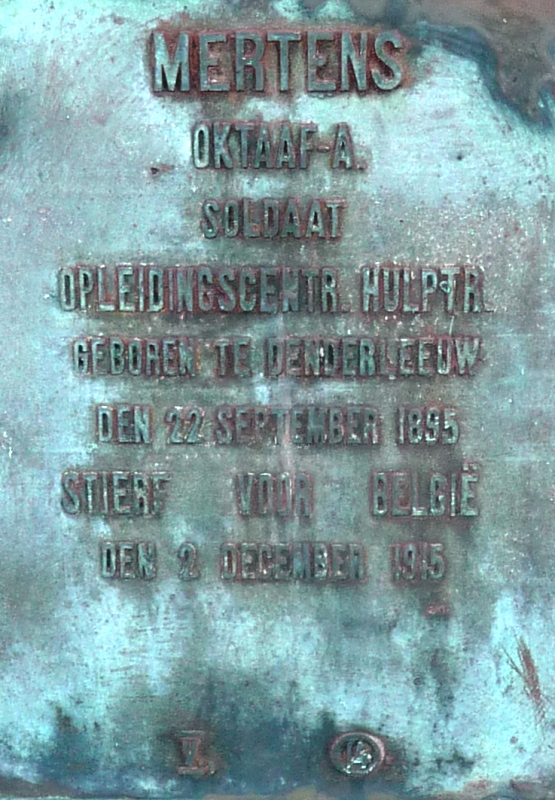 MERTENS
OKTAAF-A.
SOLDAAT
OPLEIDINGSCENTR. HULPTR.
GEBOREN TE DENDERLEEUW
DEN 22 SEPTEMBER 1895
STIERF VOOR BELGIË
DEN 2 DECEMBER 1915